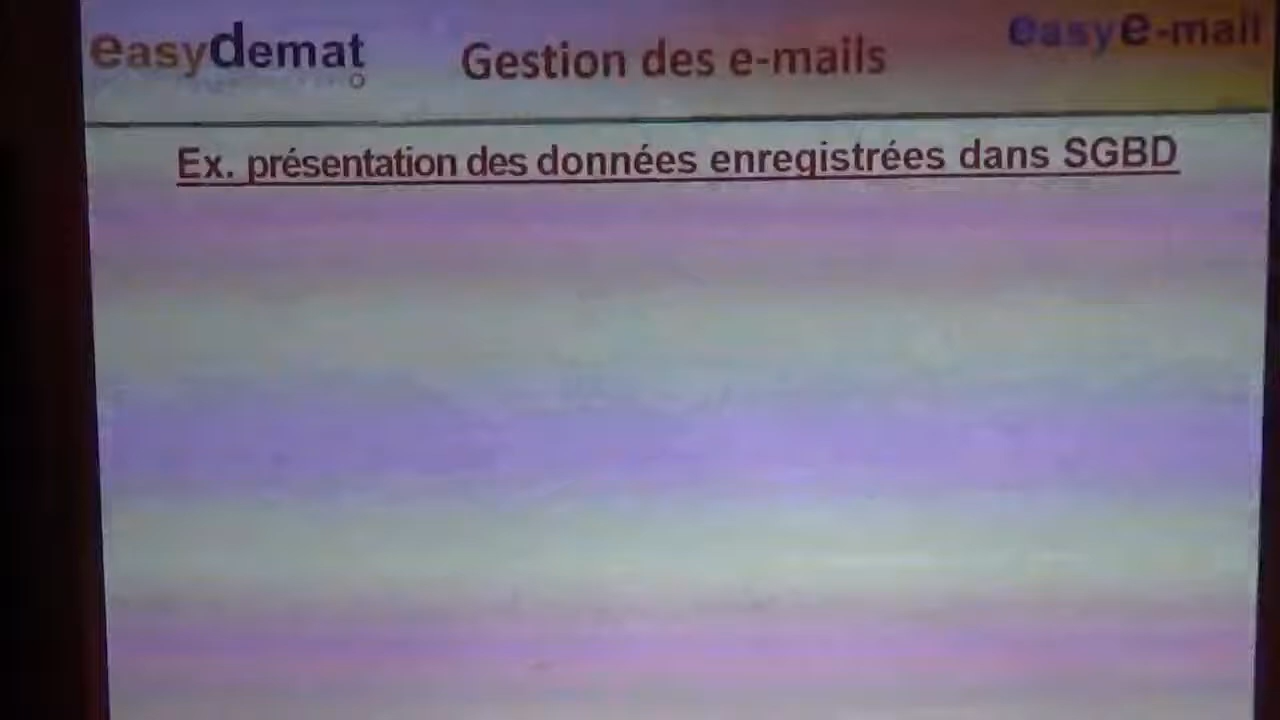 easydemat
Gestion des e-mails
easye-mail
Ex. présentation des données enregistrées dans SGBD